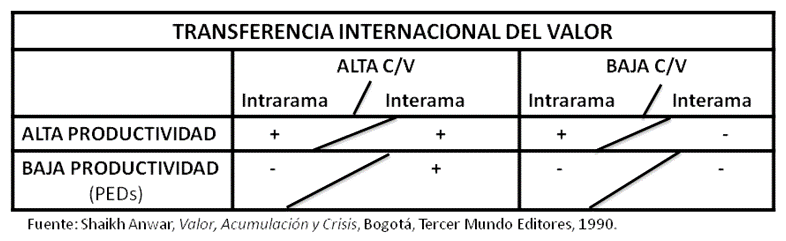 TRANSFERENCIA INTERNACIONAL DEL VALOR
ALTA C/V BAJA C/V
Intrarama Interama Intrarama Interama
ALTA PRODUCTIVIDAD + + + -
BAJA PRODUCTIVIDAD - + - -
(PEDs)
Fuente: Shaikh Anwar, Valor, Acumulación y Crisis, Bogotá, Tercer Mundo Editores, 1990.